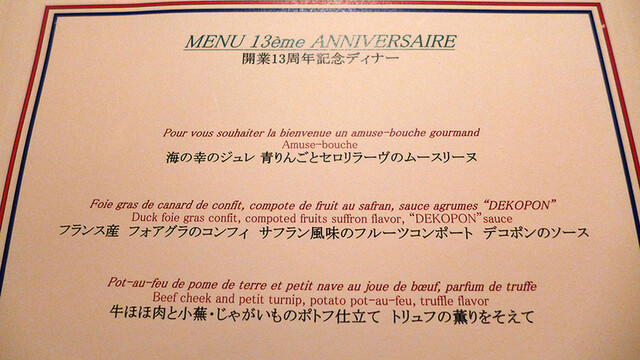 MENU 13ème ANNIVERSAIRE
開業13周年記念ディナー
Pour vous souhaiter la bienvenue un amuse-bouche gourmand
Amuse-bouche
海の幸のジュレ 青りんごとセロリラーヴのムースリーヌ
Foie gras de canard de confit, compote de fruit au safran, sauce agrumes “DEKOPON”
Duck foie gras confit, compoted fruits suffron flavor, “DEKOPON”sauce
フランス産 フォアグラのコンフィ サフラン風味のフルーツコンポート デコポンのソース
Pot-au-feu de pome de terre et petit nave au joue de bœuf, parfum de truffe
Beef cheek and petit turnip, potato pot-au-feu, truffle flavor
牛ほほ肉と小蕪・じゃがいものポトフ仕立て トリュフの薫りをそえて